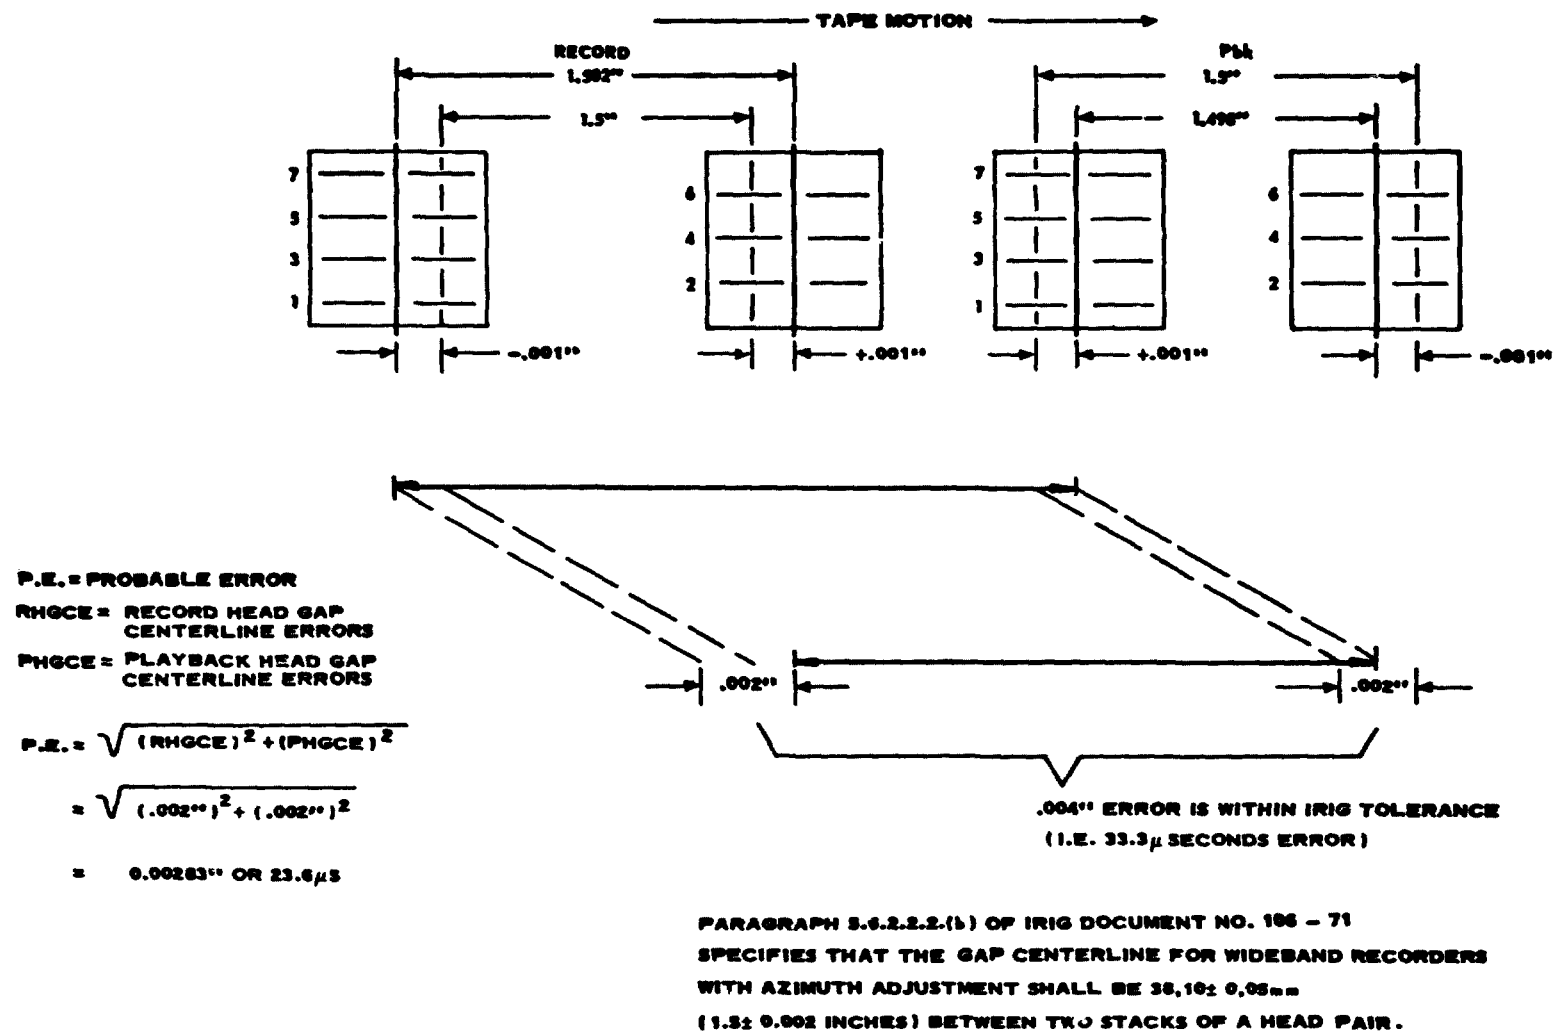 TAPE MOTION
RECORD
1.502"
1.5"
Pbk
1.5"
1.498"
7
5
3
1
6
4
2
7
5
3
1
6
4
2
-.001"
+.001"
+.001"
-.001"
P.E. = PROBABLE ERROR
RHGCE = RECORD HEAD GAP
CENTERLINE ERRORS
PHGCE = PLAYBACK HEAD GAP
CENTERLINE ERRORS
.002"
.002"
P.E. = √(RHGCE)² + (PHGCE)²
= √(.002")² + (.002")²
= 0.00283" OR 23.6μS
.004" ERROR IS WITHIN IRIG TOLERANCE
(I.E. 33.3μ SECONDS ERROR)
PARAGRAPH 5.6.2.2.2.(b) OF IRIG DOCUMENT NO. 106 - 71
SPECIFIES THAT THE GAP CENTERLINE FOR WIDEBAND RECORDERS
WITH AZIMUTH ADJUSTMENT SHALL BE 38,10± 0,05mm
(1.5± 0.002 INCHES) BETWEEN TWO STACKS OF A HEAD PAIR.